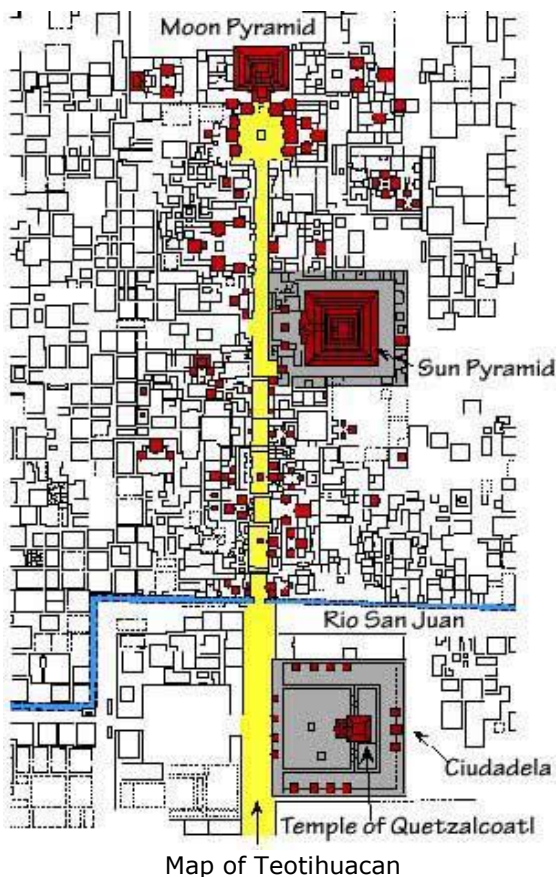 Moon Pyramid
Sun Pyramid
Rio San Juan
Ciudadela
Temple of Quetzalcoatl
Map of Teotihuacan